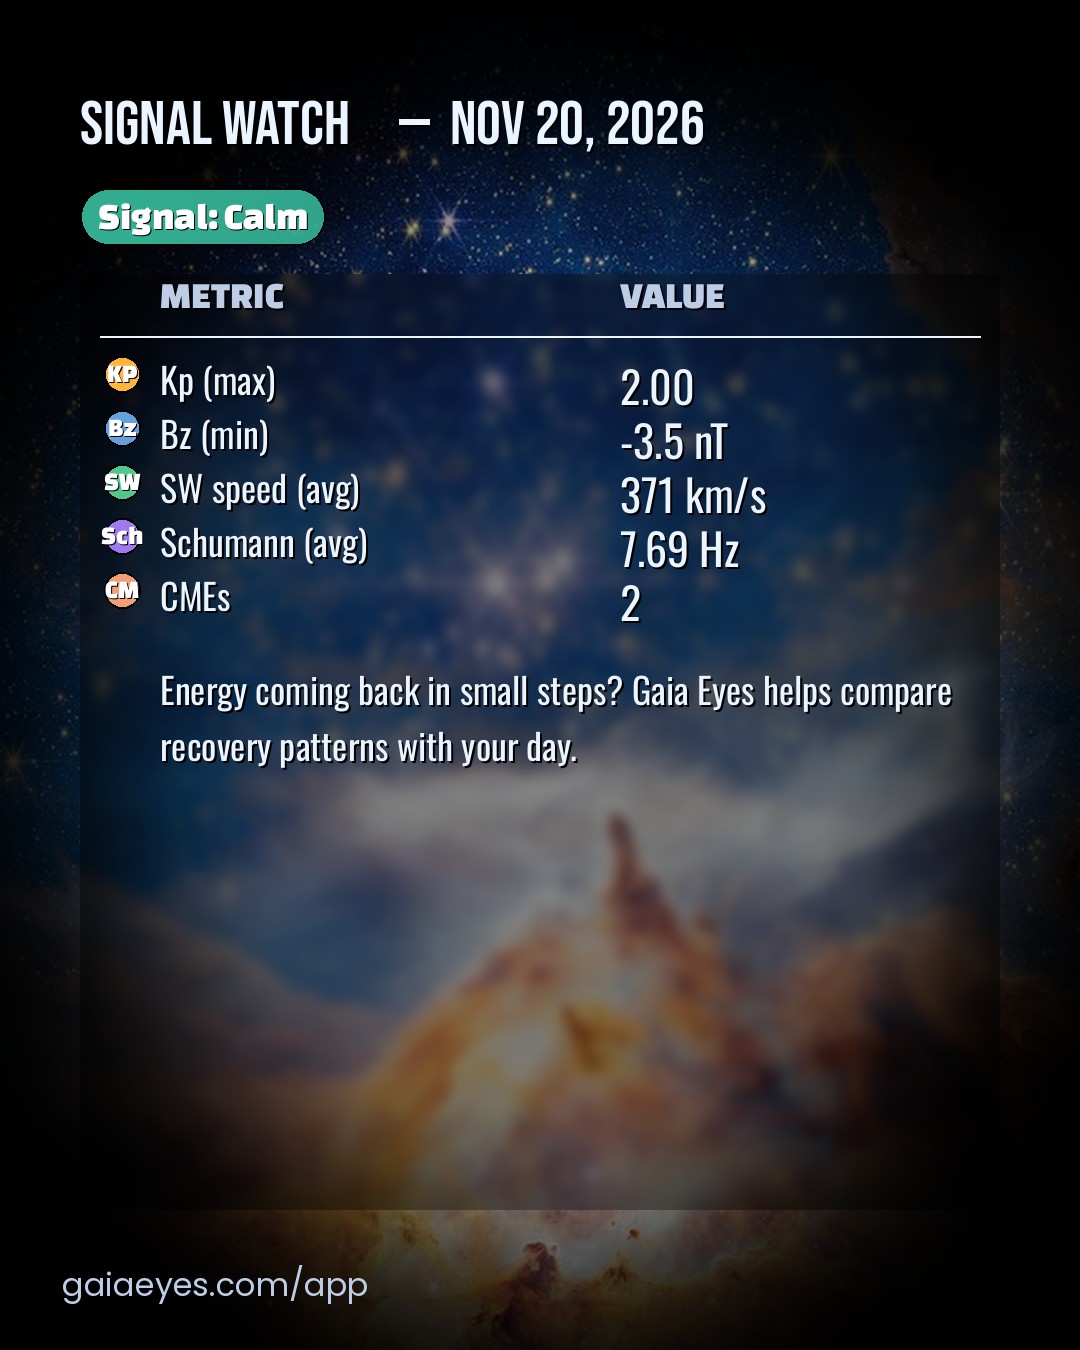 SIGNAL WATCH — NOV 20, 2026
Signal: Calm
METRIC VALUE
KP Kp (max) 2.00
Bz Bz (min) -3.5 nT
SW SW speed (avg) 371 km/s
Sch Schumann (avg) 7.69 Hz
CM CMEs 2
Energy coming back in small steps? Gaia Eyes helps compare
recovery patterns with your day.
gaiaeyes.com/app